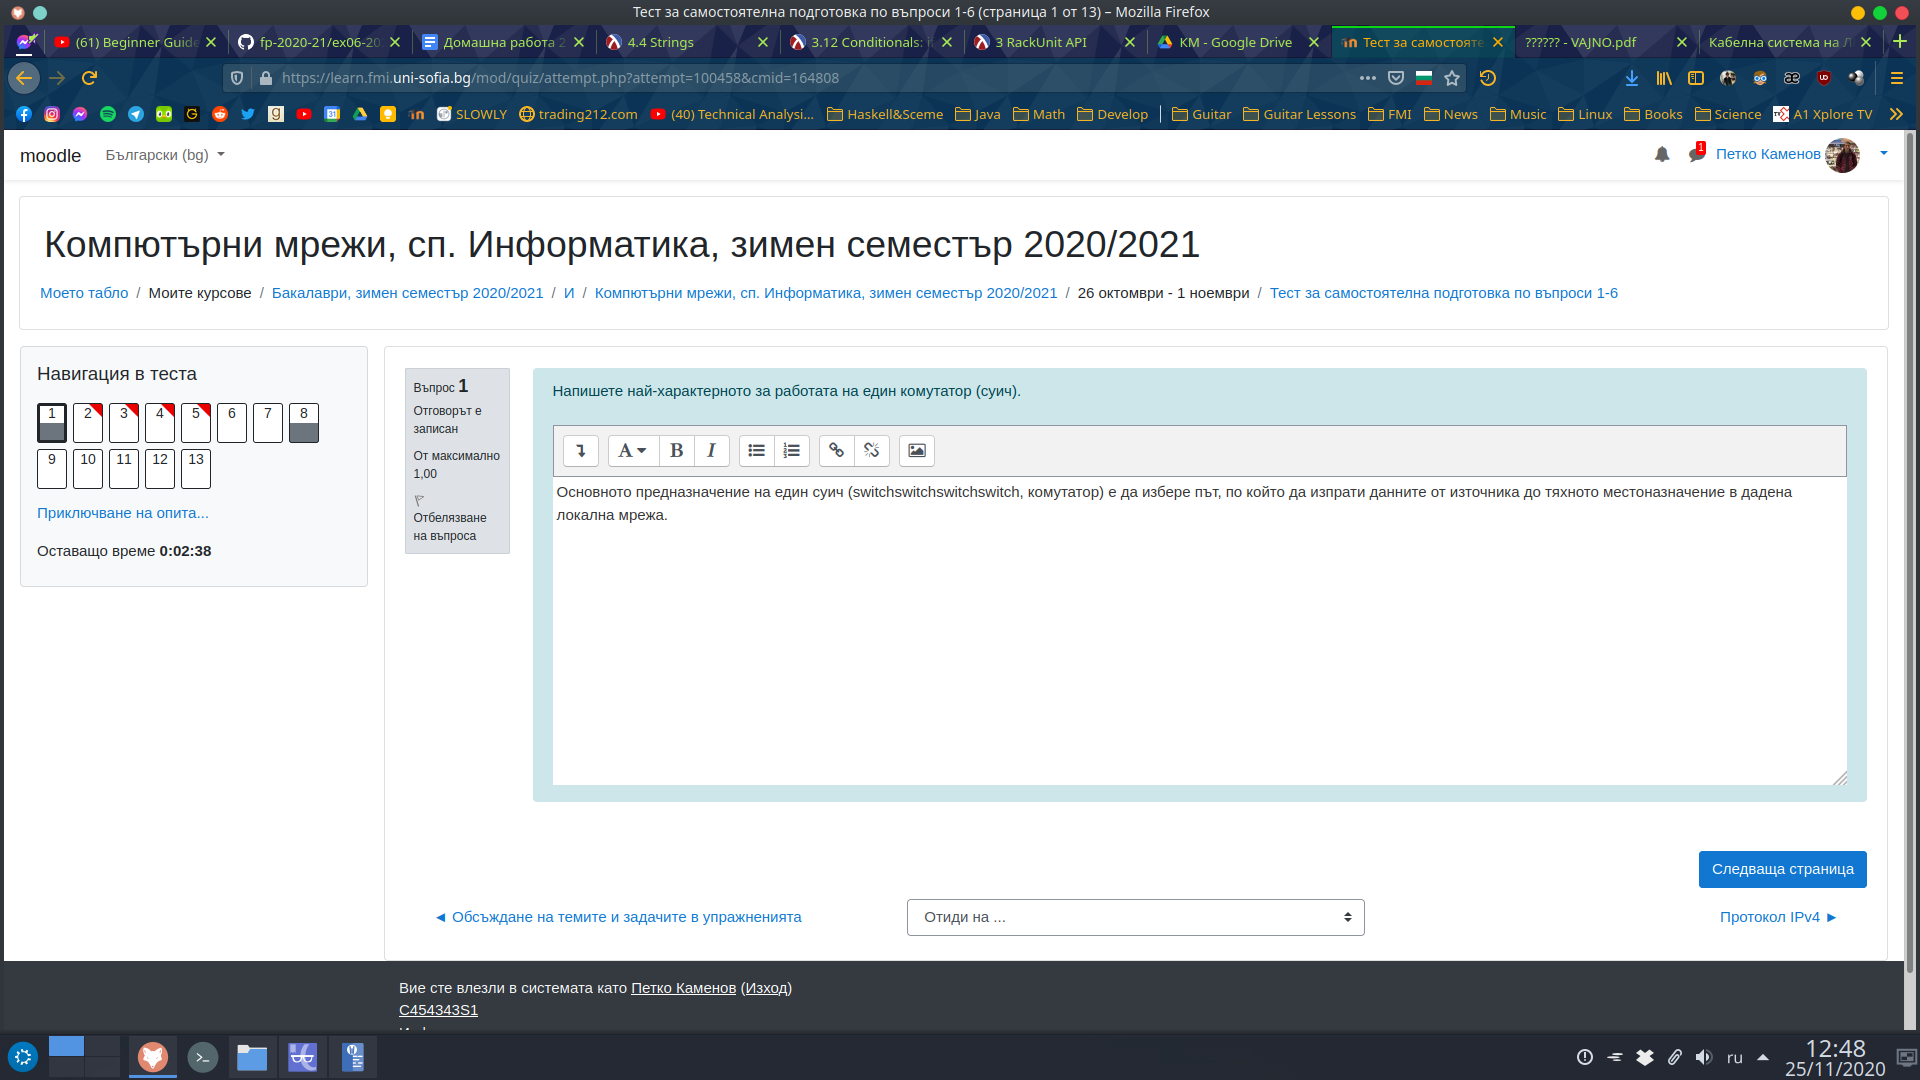 Тест за самостоятелна подготовка по въпроси 1-6 (страница 1 от 13) – Mozilla Firefox
(61) Beginner Guide
fp-2020-21/ex06-20
Домашна работа 2
4.4 Strings
3.12 Conditionals: i
3 RackUnit API
КМ - Google Drive
Тест за самостояте
?????? - VAJNO.pdf
Кабелна система на Л
https://learn.fmi.uni-sofia.bg/mod/quiz/attempt.php?attempt=100458&cmid=164808
SLOWLY
trading212.com
(40) Technical Analysi...
Haskell&Sceme
Java
Math
Develop
Guitar
Guitar Lessons
FMI
News
Music
Linux
Books
Science
A1 Xplore TV
moodle
Български (bg)
1
Петко Каменов
Компютърни мрежи, сп. Информатика, зимен семестър 2020/2021
Моето табло / Моите курсове / Бакалаври, зимен семестър 2020/2021 / И / Компютърни мрежи, сп. Информатика, зимен семестър 2020/2021 / 26 октомври - 1 ноември / Тест за самостоятелна подготовка по въпроси 1-6
Навигация в теста
1 2 3 4 5 6 7 8
9 10 11 12 13
Приключване на опита...
Оставащо време 0:02:38
Въпрос 1
Отговорът е
записан
От максимално
1,00
Отбелязване
на въпроса
Напишете най-характерното за работата на един комутатор (суич).
A B I
Основното предназначение на един суич (switchswitchswitchswitch, комутатор) е да избере път, по който да изпрати данните от източника до тяхното местоназначение в дадена
локална мрежа.
Следваща страница
◄ Обсъждане на темите и задачите в упражненията
Отиди на ...
Протокол IPv4 ►
Вие сте влезли в системата като Петко Каменов (Изход)
C454343S1
ru
12:48
25/11/2020